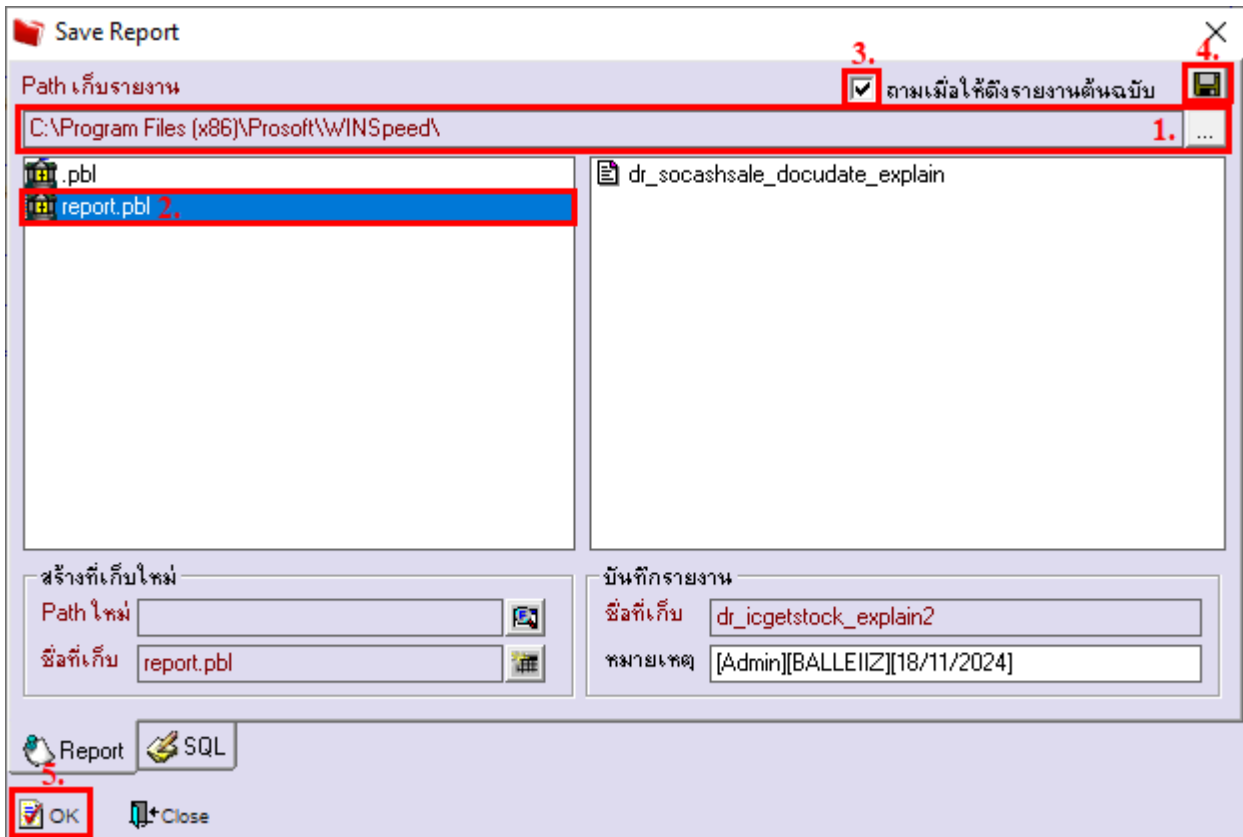 Save Report
3.
4.
Path เก็บรายงาน
ถามเมื่อให้ดึงรายงานต้นฉบับ
C:\Program Files (x86)\Prosoft\WINSpeed\
1.
...
.pbl
dr_socashsale_docudate_explain
report.pbl 2.
สร้างที่เก็บใหม่
บันทึกรายงาน
Path ใหม่
ชื่อที่เก็บ dr_icgetstock_explain2
ชื่อที่เก็บ report.pbl
หมายเหตุ [Admin][BALLEIIZ][18/11/2024]
Report
SQL
5.
OK
Close